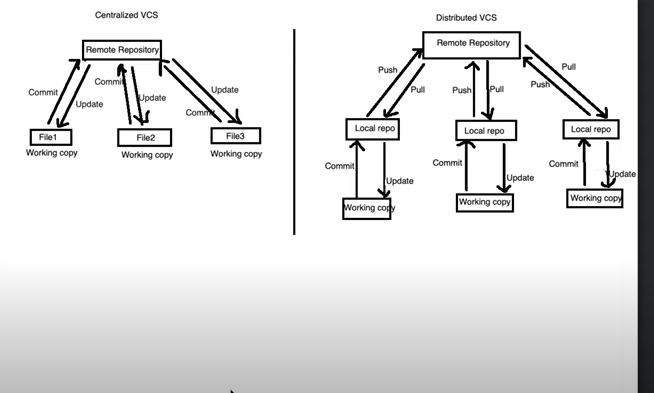 Centralized VCS
Remote Repository
Commit
Update
Commit
Update
Commit
Update
File1
File2
File3
Working copy
Working copy
Working copy
Distributed VCS
Remote Repository
Push
Pull
Push
Pull
Push
Pull
Local repo
Local repo
Local repo
Commit
Update
Commit
Update
Commit
Update
Working copy
Working copy
Working copy